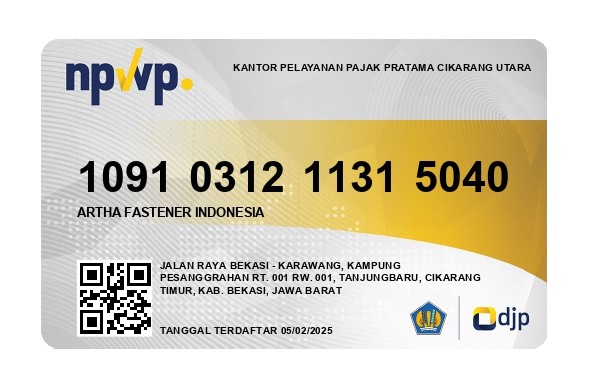 npwp.
KANTOR PELAYANAN PAJAK PRATAMA CIKARANG UTARA
1091 0312 1131 5040
ARTHA FASTENER INDONESIA
JALAN RAYA BEKASI - KARAWANG, KAMPUNG
PESANGGRAHAN RT. 001 RW. 001, TANJUNGBARU, CIKARANG
TIMUR, KAB. BEKASI, JAWA BARAT
TANGGAL TERDAFTAR 05/02/2025
djp